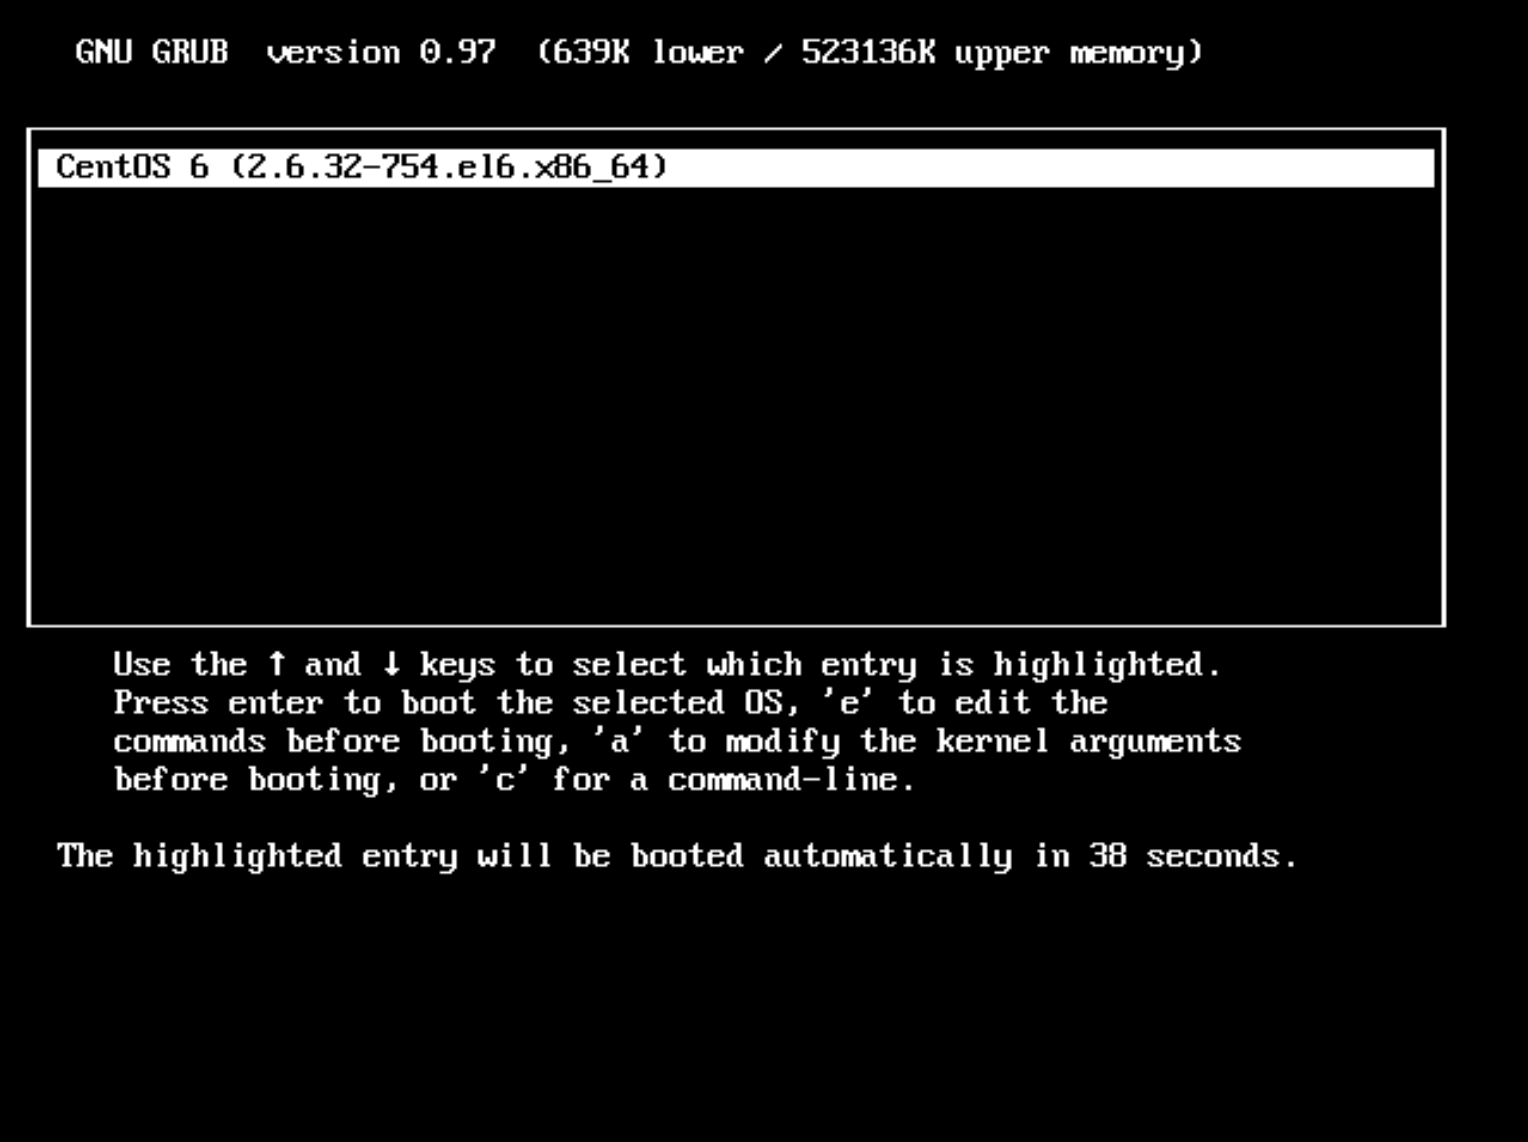 GNU GRUB  version 0.97  (639K lower / 523136K upper memory)
CentOS 6 (2.6.32-754.el6.x86_64)
Use the ↑ and ↓ keys to select which entry is highlighted.
Press enter to boot the selected OS, 'e' to edit the
commands before booting, 'a' to modify the kernel arguments
before booting, or 'c' for a command-line.
The highlighted entry will be booted automatically in 38 seconds.